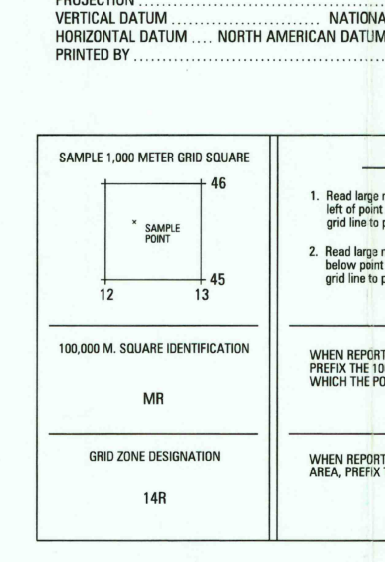 PROJECTION ....................
VERTICAL DATUM ........................ NATIONA
HORIZONTAL DATUM .... NORTH AMERICAN DATUM
PRINTED BY ....................
SAMPLE 1,000 METER GRID SQUARE
46
SAMPLE
POINT
45
12 13
100,000 M. SQUARE IDENTIFICATION
MR
GRID ZONE DESIGNATION
14R
1. Read large
left of point
grid line to p
2. Read large
below point
grid line to p
WHEN REPORT
PREFIX THE 10
WHICH THE PO
WHEN REPORT
AREA, PREFIX